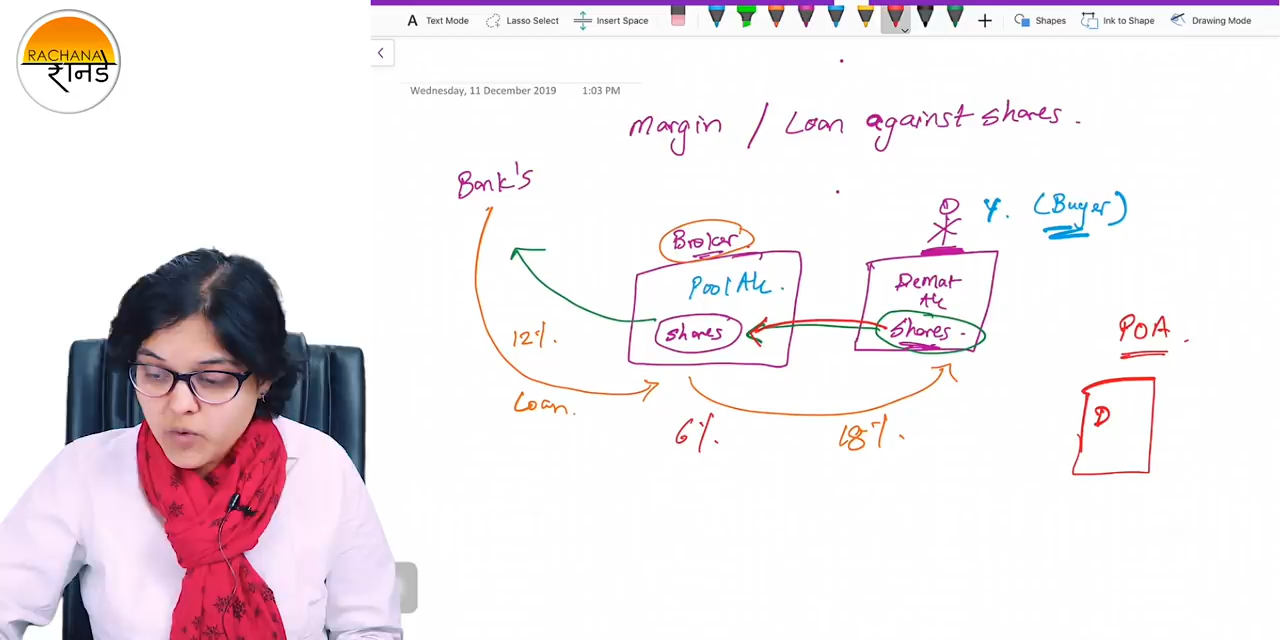 RACHANA
रानडे
Text Mode
Lasso Select
Insert Space
Shapes
Ink to Shape
Drawing Mode
Wednesday, 11 December 2019
1:03 PM
Margin / Loan against shares.
Bank's
Y. (Buyer)
Broker
Pool A/c.
Demat
A/c
shares
Shares.
POA.
12%.
Loan.
D
6%.
18%.